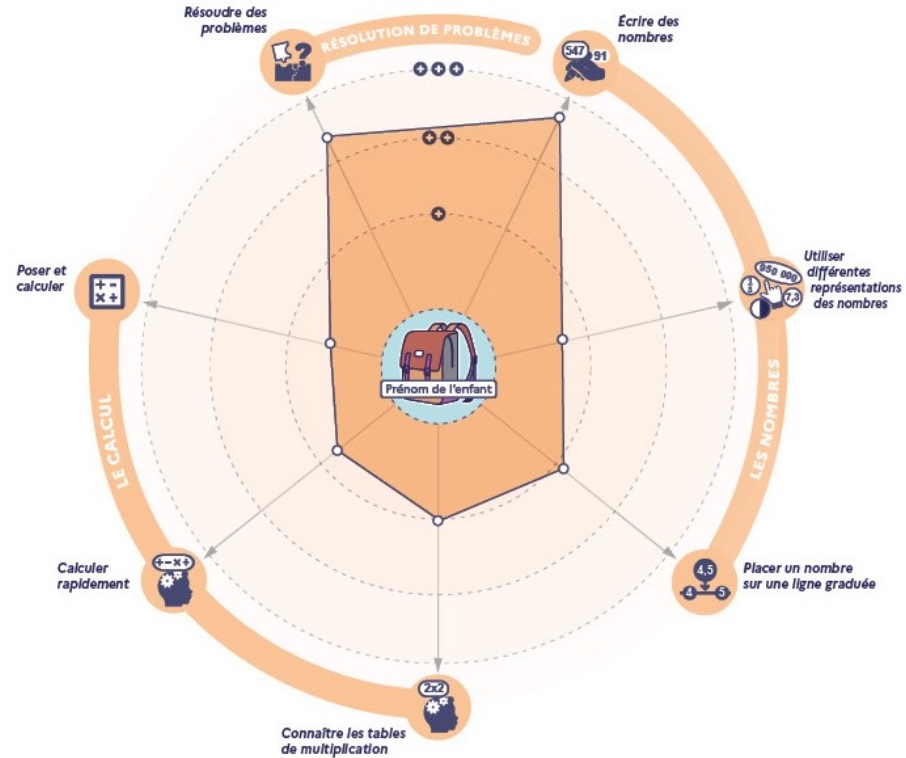 Résoudre des
problèmes
RÉSOLUTION DE PROBLÈMES
Écrire des
nombres
547
91
?
+++
++
+
Poser et
calculer
+ -
× ÷
950 000
1/3
7,3
Utiliser
différentes
représentations
des nombres
Prénom de l'enfant
LE CALCUL
LES NOMBRES
Calculer
rapidement
+-×÷
4,5
4
5
Placer un nombre
sur une ligne graduée
2x2
Connaître les tables
de multiplication